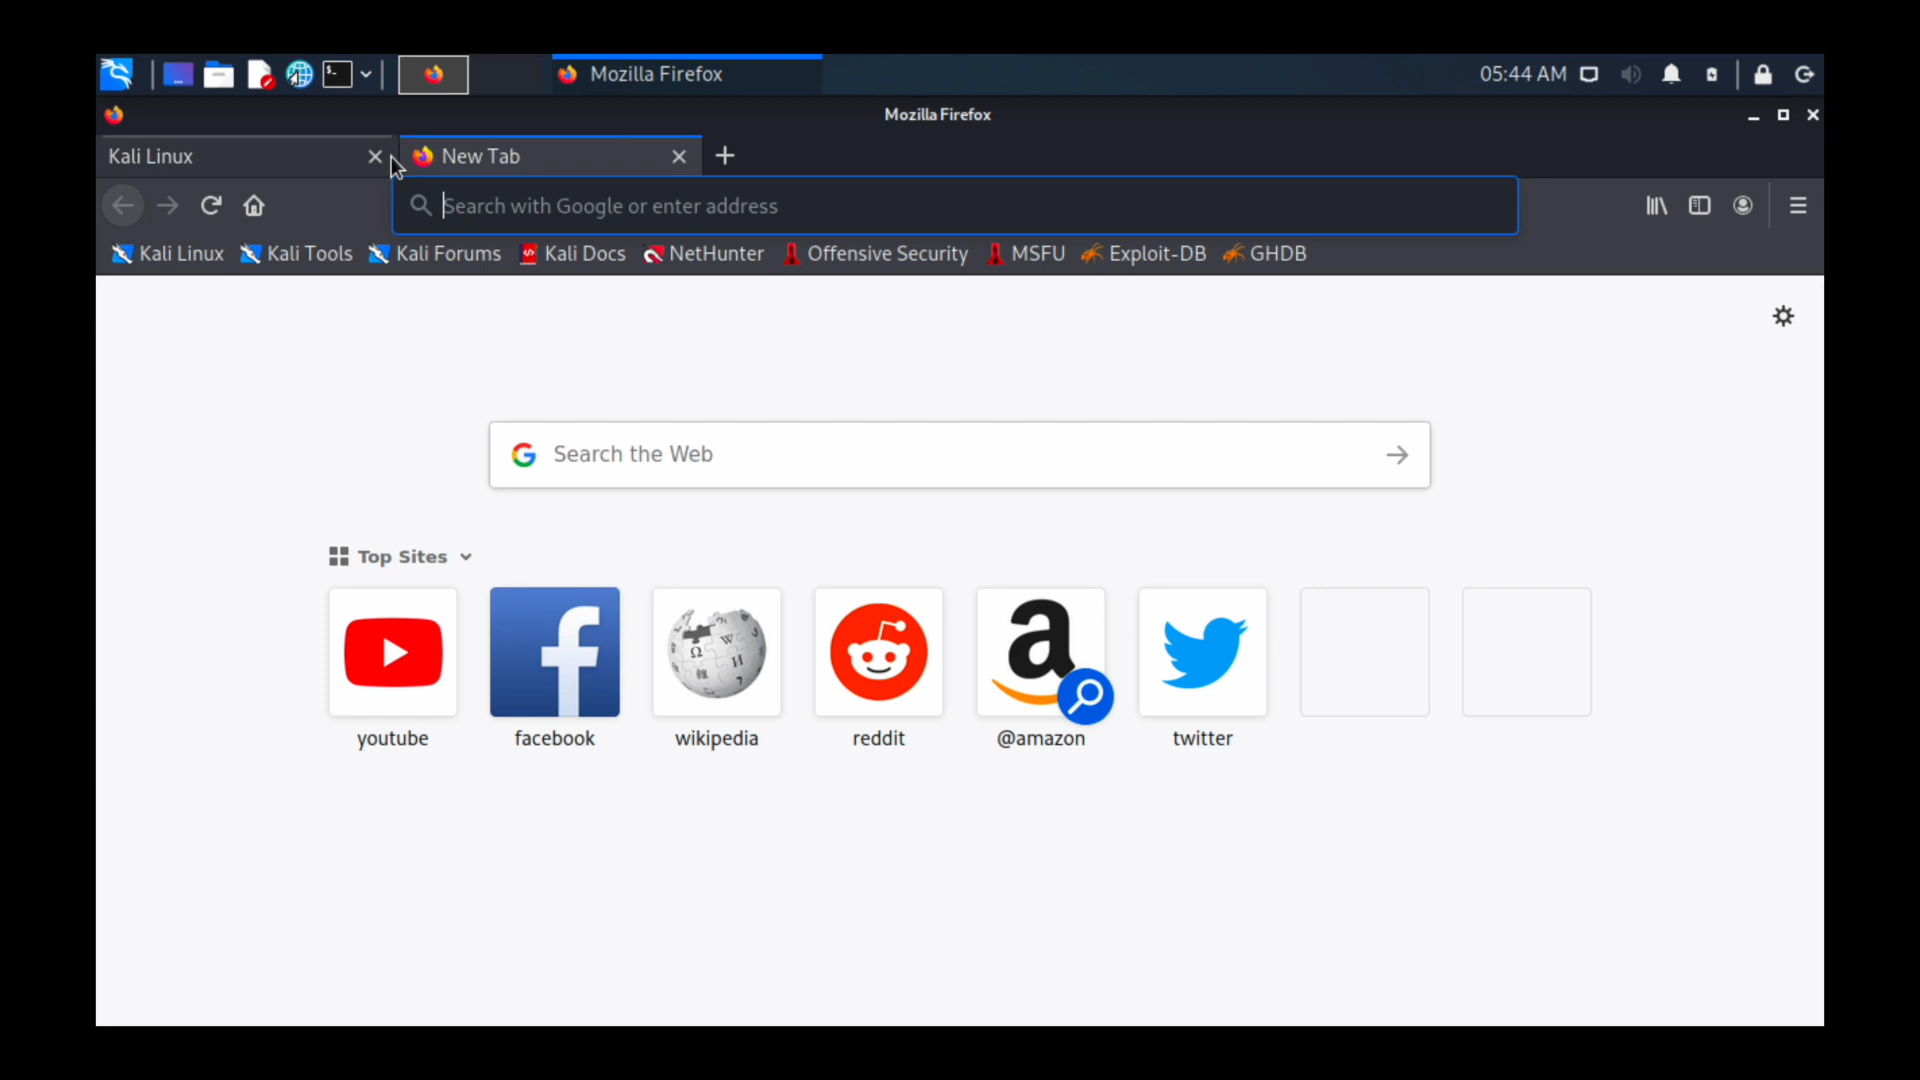 Mozilla Firefox 05:44 AM
Mozilla Firefox
Kali Linux New Tab
Search with Google or enter address
Kali Linux Kali Tools Kali Forums Kali Docs NetHunter Offensive Security MSFU Exploit-DB GHDB
Search the Web
Top Sites
youtube facebook wikipedia reddit @amazon twitter